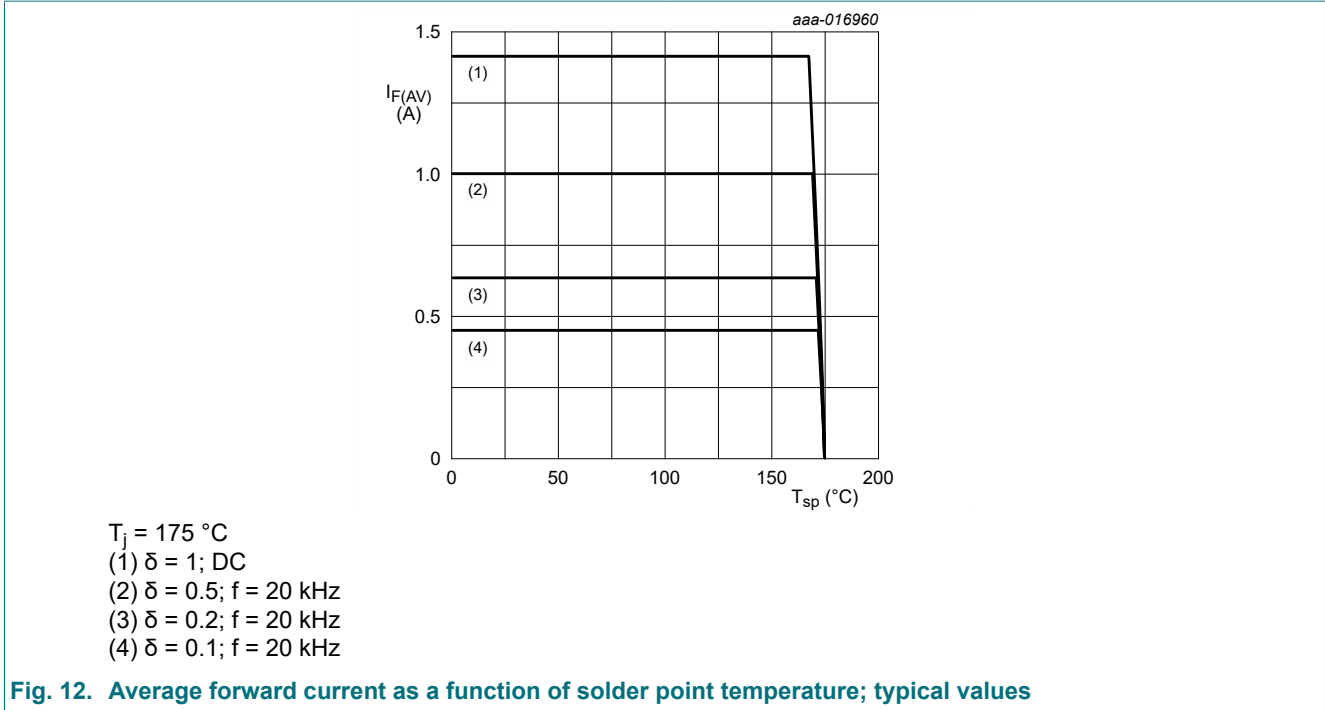 aaa-016960
1.5
I_F(AV)
(A)
(1)
1.0
(2)
(3)
0.5
(4)
0
0 50 100 150 200
T_sp (°C)
T_j = 175 °C
(1) δ = 1; DC
(2) δ = 0.5; f = 20 kHz
(3) δ = 0.2; f = 20 kHz
(4) δ = 0.1; f = 20 kHz
Fig. 12. Average forward current as a function of solder point temperature; typical values